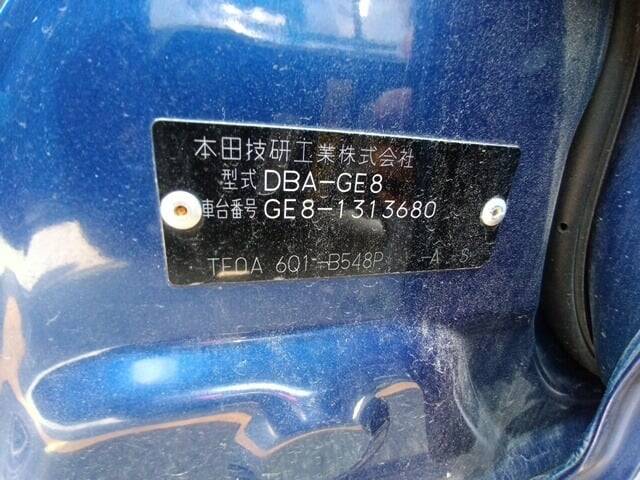 本田技研工業株式会社
型式 DBA-GE8
車台番号 GE8-1313680
6Q1-B548P -A S